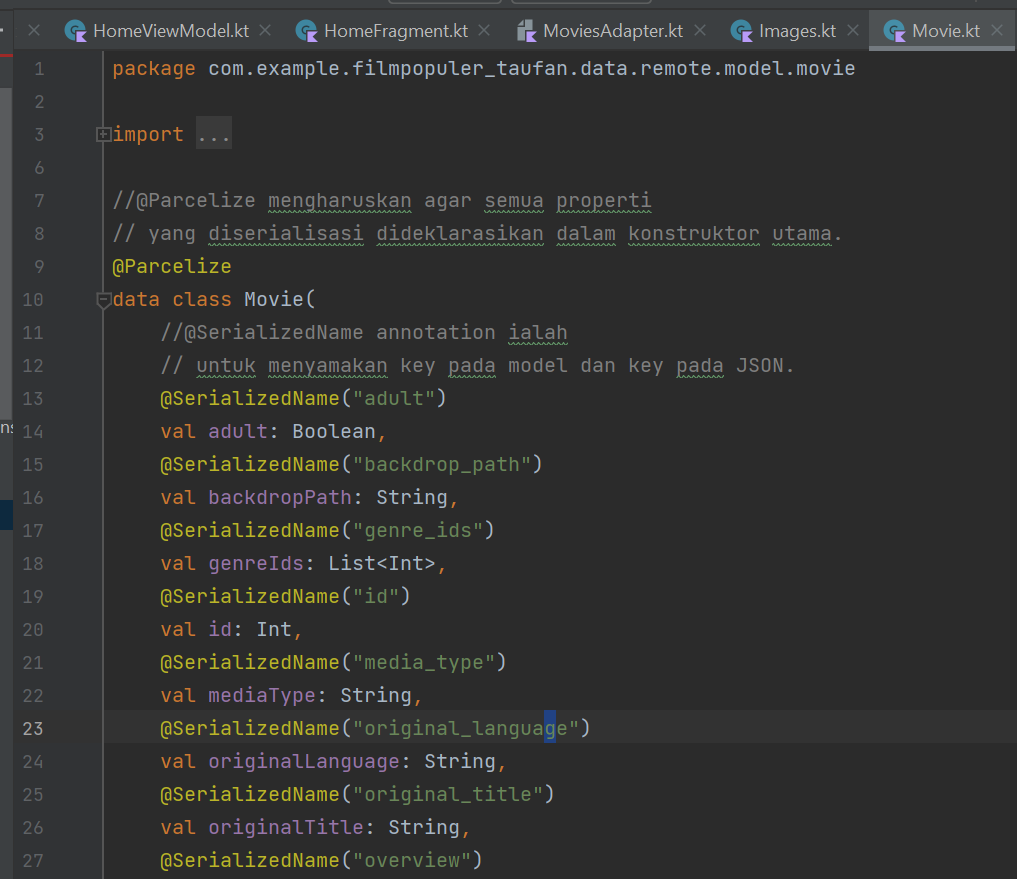 HomeViewModel.kt HomeFragment.kt MoviesAdapter.kt Images.kt Movie.kt
1 package com.example.filmpopuler_taufan.data.remote.model.movie
2
3 import ...
6
7 //@Parcelize mengharuskan agar semua properti
8 // yang diserialisasi dideklarasikan dalam konstruktor utama.
9 @Parcelize
10 data class Movie(
11 //@SerializedName annotation ialah
12 // untuk menyamakan key pada model dan key pada JSON.
13 @SerializedName("adult")
14 val adult: Boolean,
15 @SerializedName("backdrop_path")
16 val backdropPath: String,
17 @SerializedName("genre_ids")
ns 18 val genreIds: List<Int>,
19 @SerializedName("id")
20 val id: Int,
21 @SerializedName("media_type")
22 val mediaType: String,
23 @SerializedName("original_language")
24 val originalLanguage: String,
25 @SerializedName("original_title")
26 val originalTitle: String,
27 @SerializedName("overview")